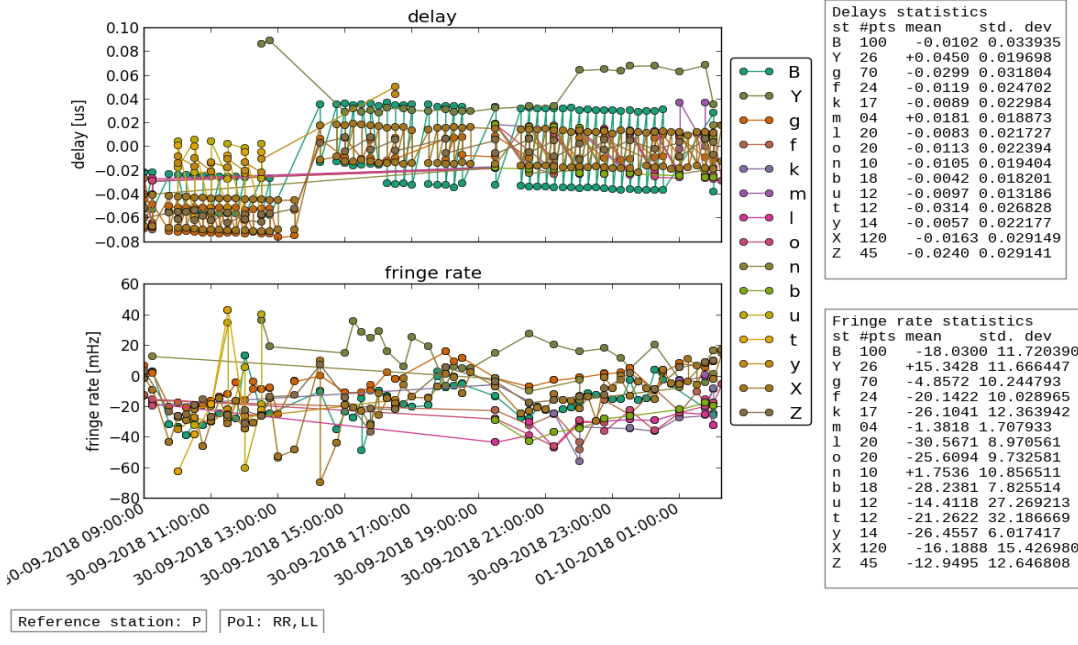 delay
0.10
0.08
0.06
0.04
0.02
0.00
−0.02
−0.04
−0.06
−0.08
delay [us]
fringe rate
60
40
20
0
−20
−40
−60
−80
fringe rate [mHz]
30-09-2018 09:00:00
30-09-2018 11:00:00
30-09-2018 13:00:00
30-09-2018 15:00:00
30-09-2018 17:00:00
30-09-2018 19:00:00
30-09-2018 21:00:00
30-09-2018 23:00:00
01-10-2018 01:00:00
B
Y
g
f
k
m
l
o
n
b
u
t
y
X
Z
Delays statistics
st #pts mean std. dev
B 100 -0.0102 0.033935
Y 26 +0.0450 0.019698
g 70 -0.0299 0.031804
f 24 -0.0119 0.024702
k 17 -0.0089 0.022984
m 04 +0.0181 0.018873
l 20 -0.0083 0.021727
o 20 -0.0113 0.022394
n 10 -0.0105 0.019404
b 18 -0.0042 0.018201
u 12 -0.0097 0.013186
t 12 -0.0314 0.026828
y 14 -0.0057 0.022177
X 120 -0.0163 0.029149
Z 45 -0.0240 0.029141
Fringe rate statistics
st #pts mean std. dev
B 100 -18.0300 11.720390
Y 26 +15.3428 11.666447
g 70 -4.8572 10.244793
f 24 -20.1422 10.028965
k 17 -26.1041 12.363942
m 04 -1.3818 1.707933
l 20 -30.5671 8.970561
o 20 -25.6094 9.732581
n 10 +1.7536 10.856511
b 18 -28.2381 7.825514
u 12 -14.4118 27.269213
t 12 -21.2622 32.186669
y 14 -26.4557 6.017417
X 120 -16.1888 15.426980
Z 45 -12.9495 12.646808
Reference station: P
Pol: RR,LL